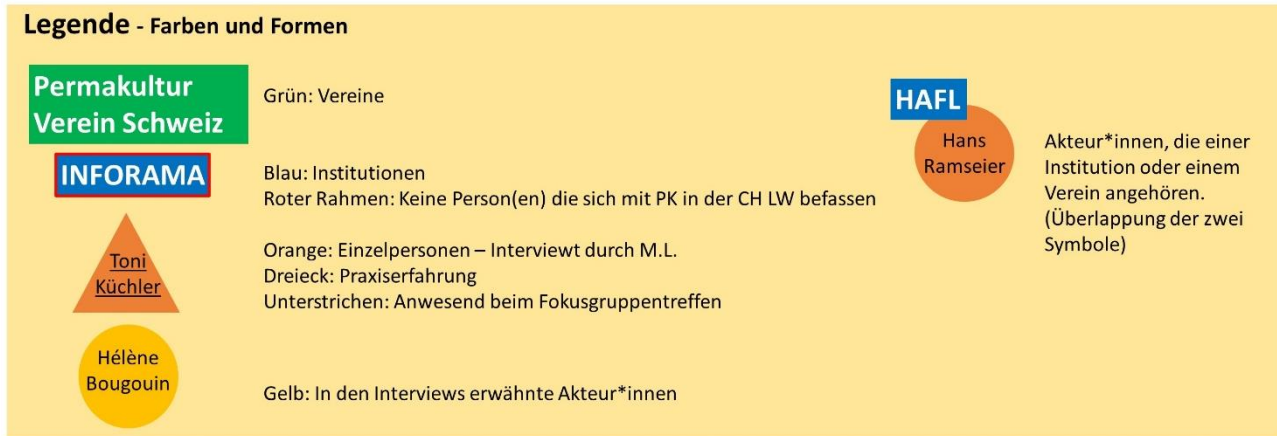 Legende - Farben und Formen
Permakultur
Verein Schweiz
Grün: Vereine
INFORAMA
Blau: Institutionen
Roter Rahmen: Keine Person(en) die sich mit PK in der CH LW befassen
Toni
Küchler
Orange: Einzelpersonen – Interviewt durch M.L.
Dreieck: Praxiserfahrung
Unterstrichen: Anwesend beim Fokusgruppentreffen
Hélène
Bougouin
Gelb: In den Interviews erwähnte Akteur*innen
HAFL
Hans
Ramseier
Akteur*innen, die einer
Institution oder einem
Verein angehören.
(Überlappung der zwei
Symbole)